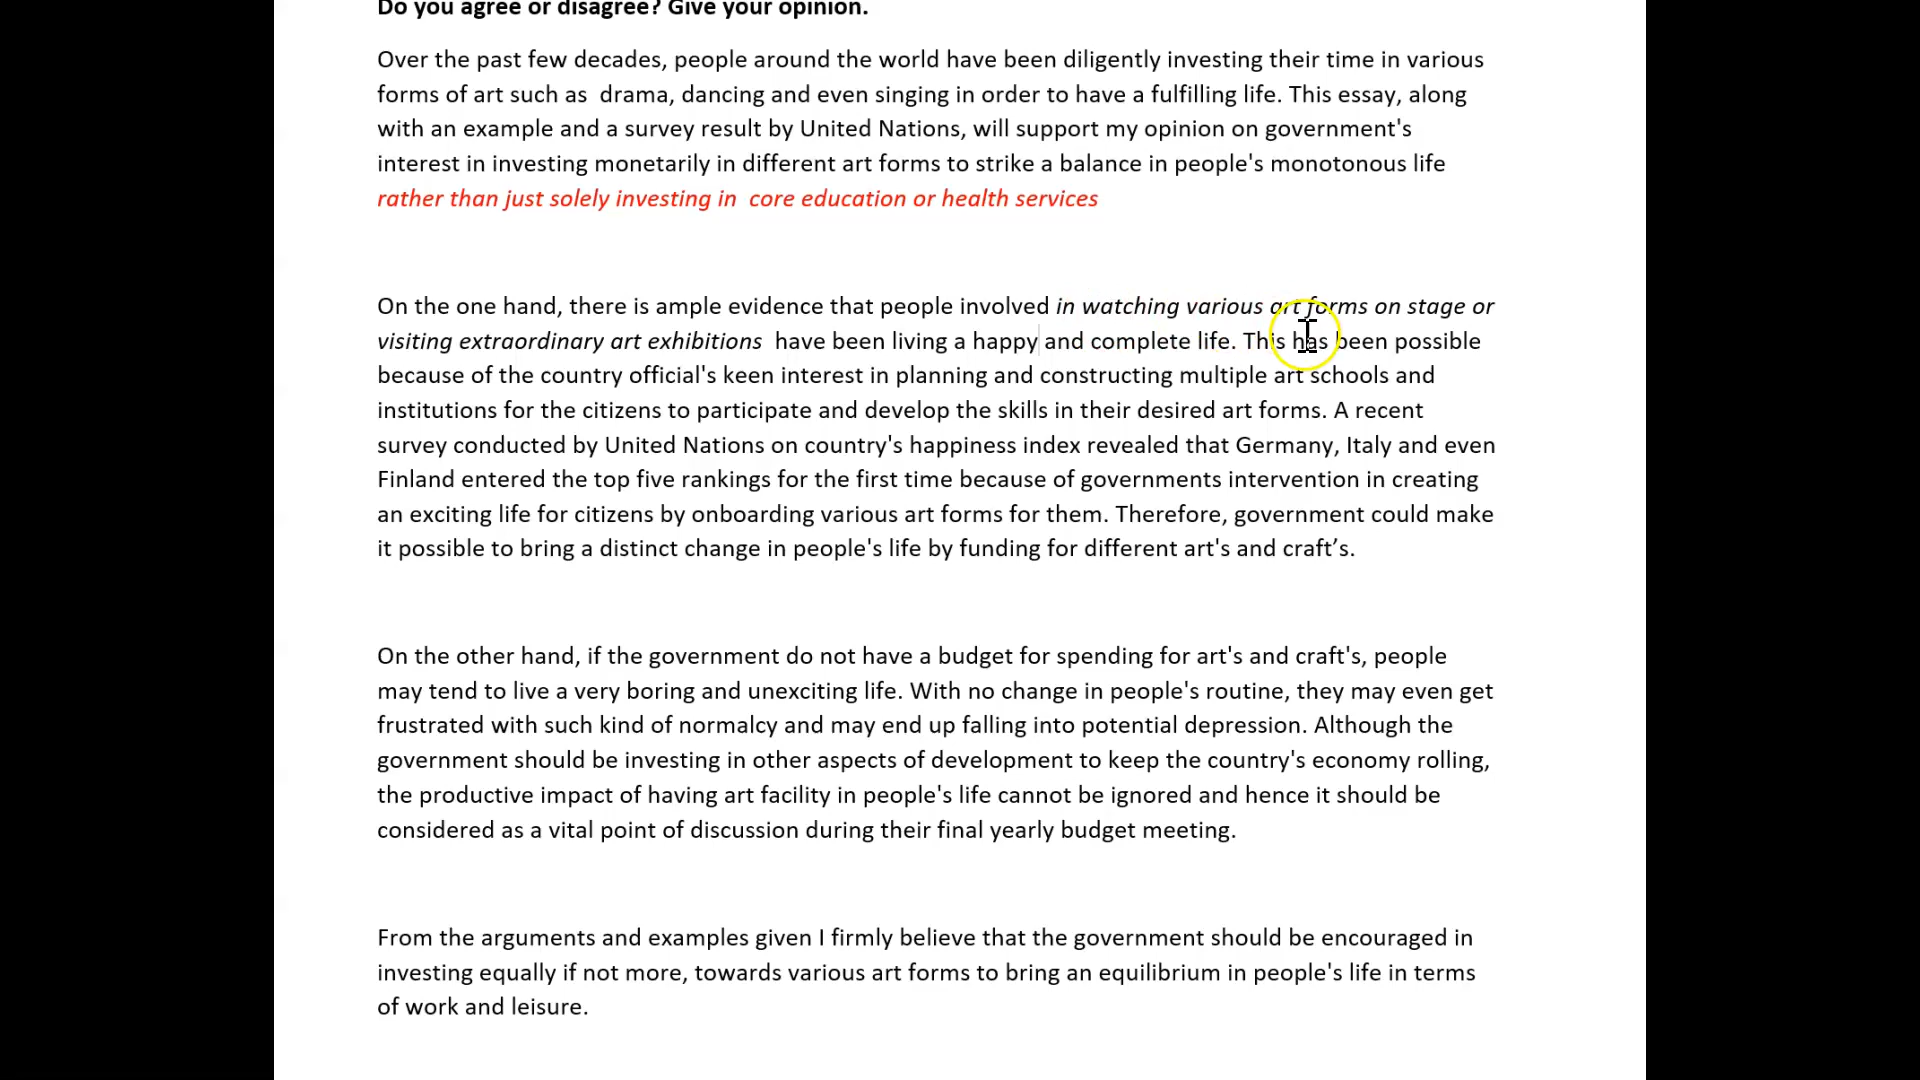 Do you agree or disagree? Give your opinion.
Over the past few decades, people around the world have been diligently investing their time in various
forms of art such as  drama, dancing and even singing in order to have a fulfilling life. This essay, along
with an example and a survey result by United Nations, will support my opinion on government's
interest in investing monetarily in different art forms to strike a balance in people's monotonous life
rather than just solely investing in  core education or health services
On the one hand, there is ample evidence that people involved in watching various art forms on stage or
visiting extraordinary art exhibitions  have been living a happy and complete life. This has been possible
because of the country official's keen interest in planning and constructing multiple art schools and
institutions for the citizens to participate and develop the skills in their desired art forms. A recent
survey conducted by United Nations on country's happiness index revealed that Germany, Italy and even
Finland entered the top five rankings for the first time because of governments intervention in creating
an exciting life for citizens by onboarding various art forms for them. Therefore, government could make
it possible to bring a distinct change in people's life by funding for different art's and craft’s.
On the other hand, if the government do not have a budget for spending for art's and craft's, people
may tend to live a very boring and unexciting life. With no change in people's routine, they may even get
frustrated with such kind of normalcy and may end up falling into potential depression. Although the
government should be investing in other aspects of development to keep the country's economy rolling,
the productive impact of having art facility in people's life cannot be ignored and hence it should be
considered as a vital point of discussion during their final yearly budget meeting.
From the arguments and examples given I firmly believe that the government should be encouraged in
investing equally if not more, towards various art forms to bring an equilibrium in people's life in terms
of work and leisure.